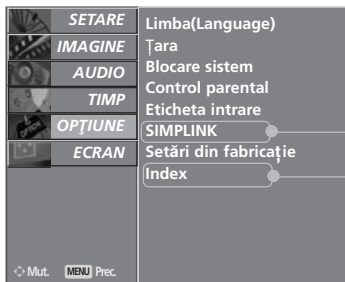 SETARE
IMAGINE
AUDIO
TIMP
OPŢIUNE
ECRAN
Limba(Language)
Ţara
Blocare sistem
Control parental
Eticheta intrare
SIMPLINK
Setări din fabricaţie
Index
Mut. MENU Prec.